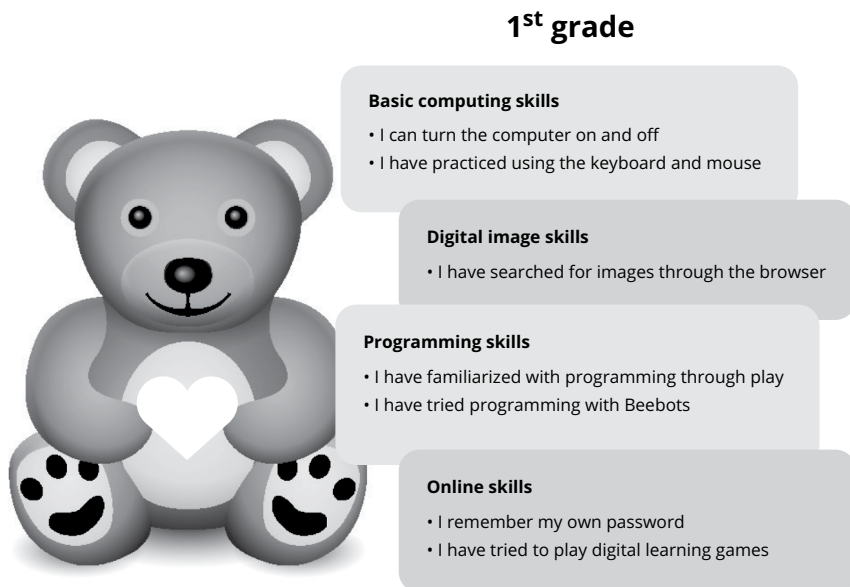 1st grade
Basic computing skills
• I can turn the computer on and off
• I have practiced using the keyboard and mouse
Digital image skills
• I have searched for images through the browser
Programming skills
• I have familiarized with programming through play
• I have tried programming with Beebots
Online skills
• I remember my own password
• I have tried to play digital learning games